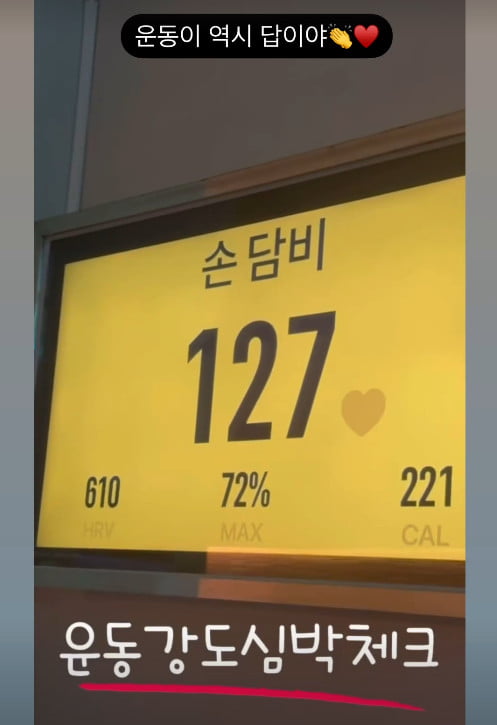 운동이 역시 답이야👏♥️
손담비
127
610 72% 221
HRV MAX CAL
운동강도심박체크